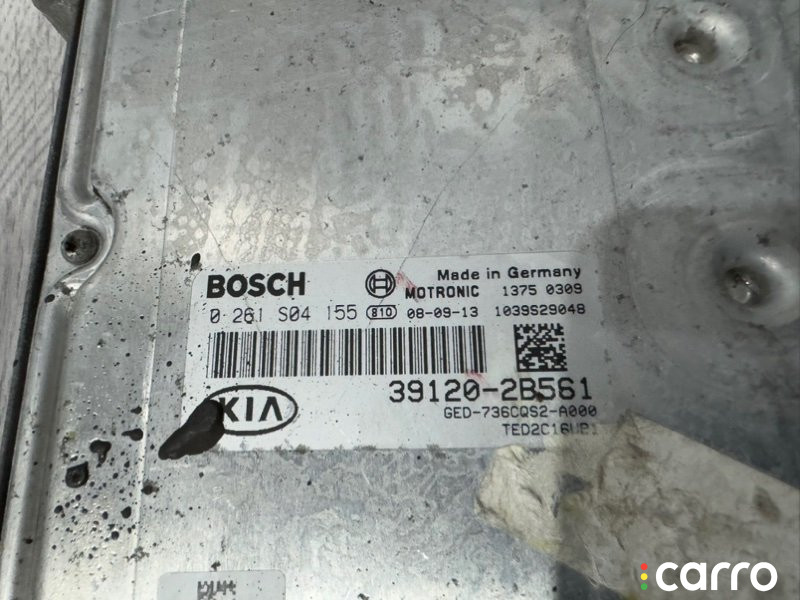 BOSCH
Made in Germany
MOTRONIC 1375 0309
0 261 S04 155 810 08-09-13 1039S29048
39120-2B561
KIA
GED-736CQS2-A000
carro